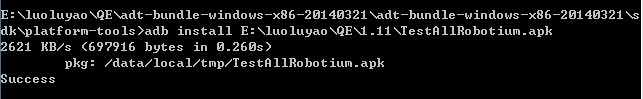 E:\luoluyao\QE\adt-bundle-windows-x86-20140321\adt-bundle-windows-x86-20140321\s
dk\platform-tools>adb install E:\luoluyao\QE\1.11\TestAllRobotium.apk
2621 KB/s (697916 bytes in 0.260s)
        pkg: /data/local/tmp/TestAllRobotium.apk
Success